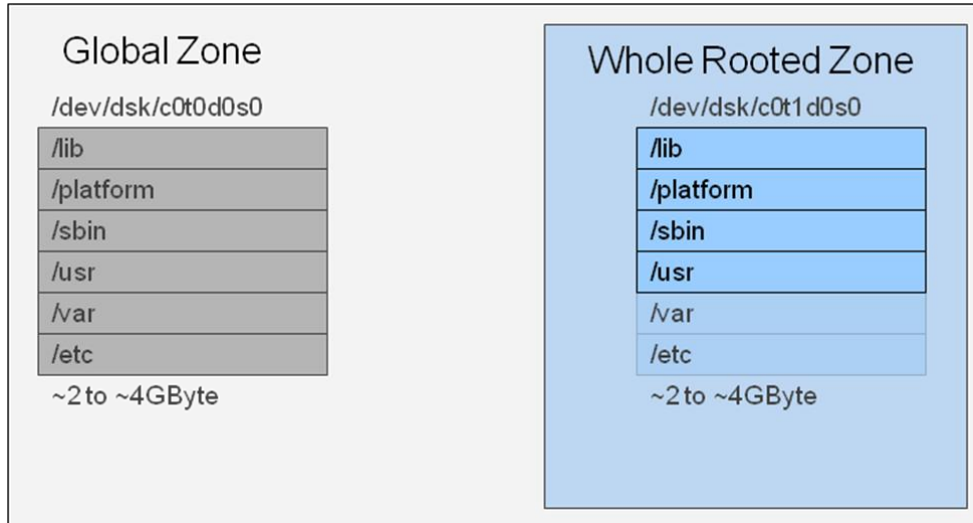 Global Zone
/dev/dsk/c0t0d0s0
/lib
/platform
/sbin
/usr
/var
/etc
~2 to ~4GByte
Whole Rooted Zone
/dev/dsk/c0t1d0s0
/lib
/platform
/sbin
/usr
/var
/etc
~2 to ~4GByte